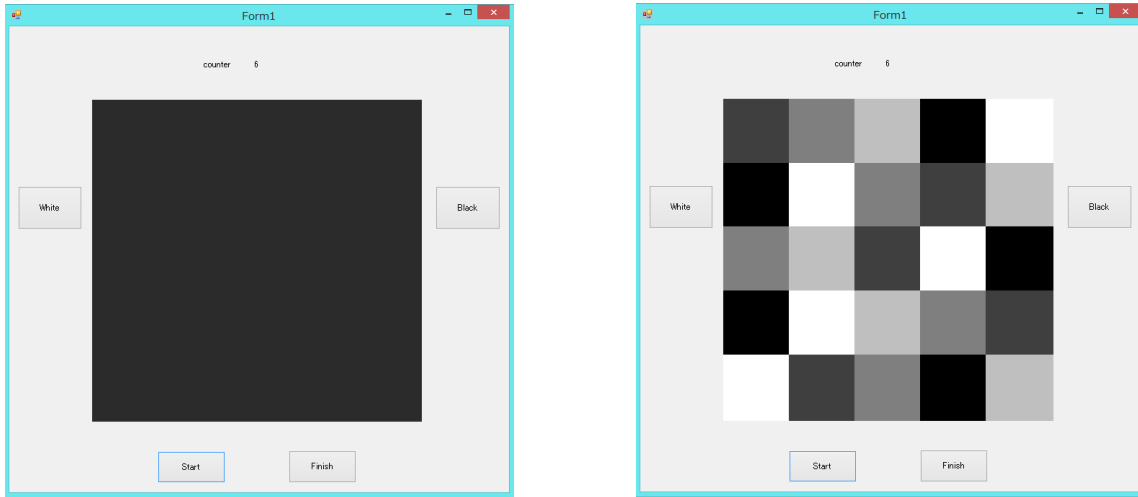 Form1
counter 6
White
Black
Start Finish
Form1
counter 6
White
Black
Start Finish